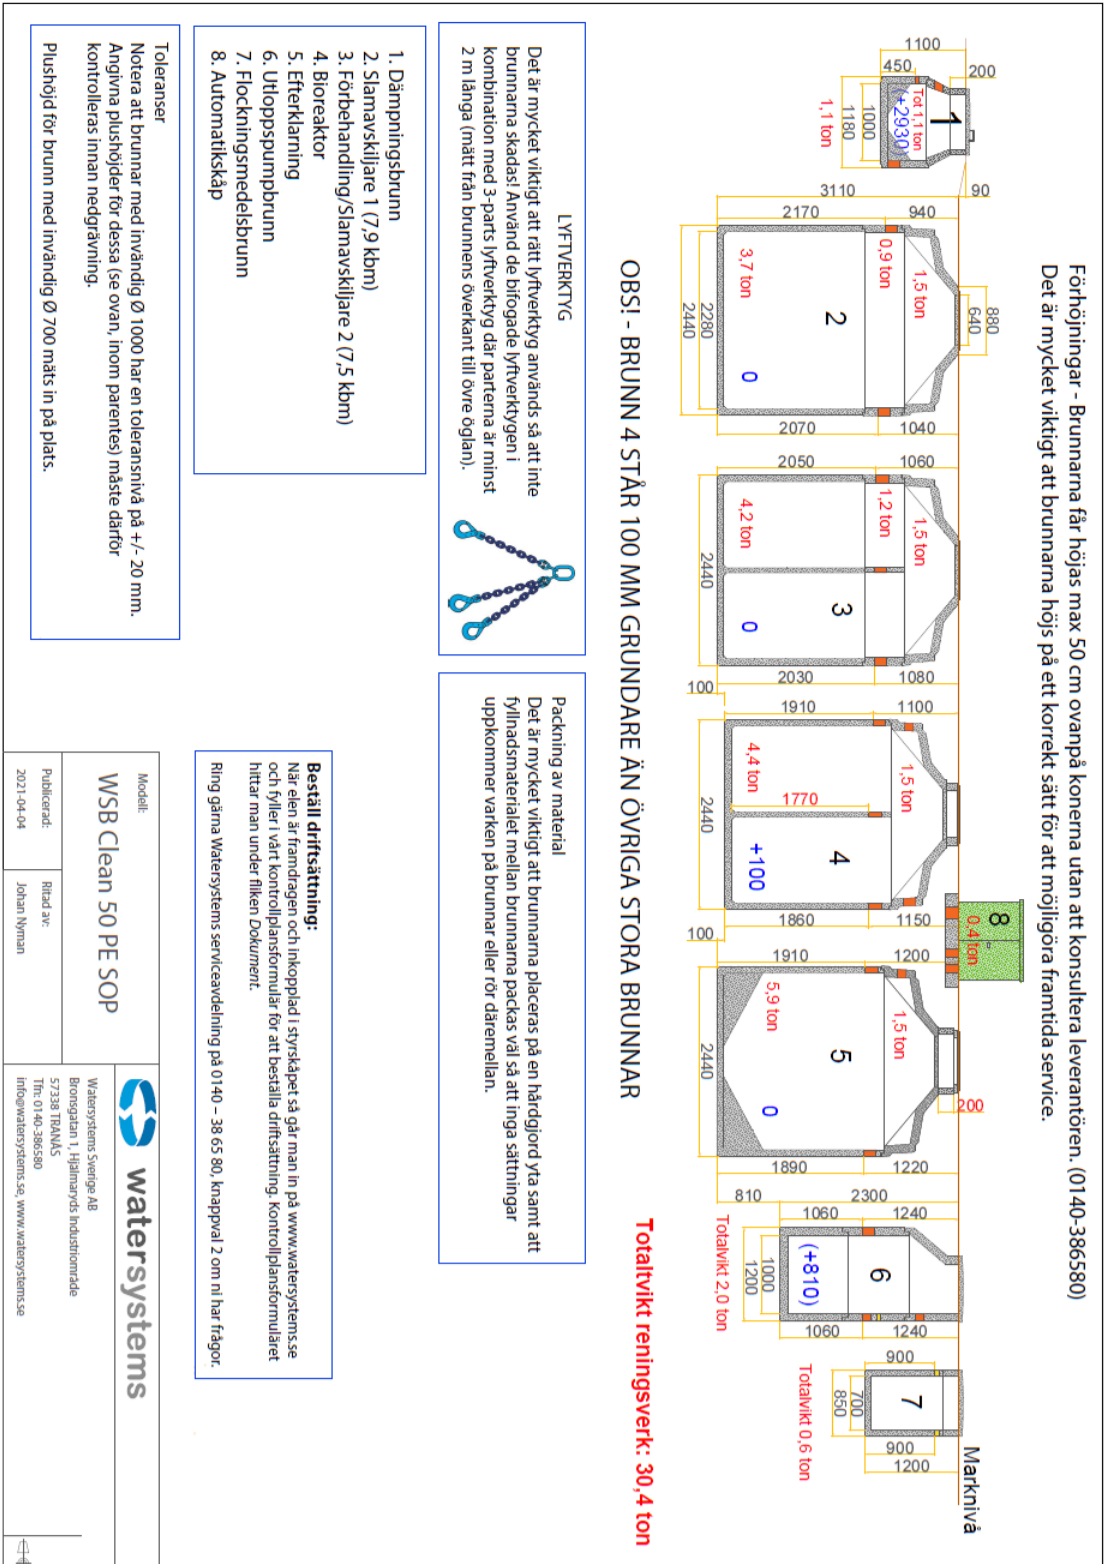 Förhöjningar - Brunnarna får höjas max 50 cm ovanpå konerna utan att konsultera leverantören. (0140-386580)
Det är mycket viktigt att brunnarna höjs på ett korrekt sätt för att möjligöra framtida service.
Marknivå
1100
450
200
Tot 1,1 ton
(+2930)
1
1000
1180
1,1 ton
90
3110
2170
940
880
640
1,5 ton
0,9 ton
2
3,7 ton
0
2280
2440
2070
1040
2050
1060
1,5 ton
1,2 ton
3
4,2 ton
0
2440
2030
1080
100
1910
1100
1,5 ton
4,4 ton
1770
4
+100
2440
1860
1150
100
8
0,4 ton
1910
1200
1,5 ton
5,9 ton
5
0
200
2440
1890
1220
810
2300
1060
1240
6
(+810)
1000
1200
1060
1240
Totalvikt 2,0 ton
900
7
700
850
900
1200
Totalvikt 0,6 ton
OBS! - BRUNN 4 STÅR 100 MM GRUNDARE ÄN ÖVRIGA STORA BRUNNAR
Totaltvikt reningsverk: 30,4 ton
LYFTVERKTYG
Det är mycket viktigt att rätt lyftverktyg används så att inte
brunnarna skadas! Använd de bifogade lyftverktygen i
kombination med 3-parts lyftverktyg där parterna är minst
2 m långa (mätt från brunnens överkant till övre öglan).
Packning av material
Det är mycket viktigt att brunnarna placeras på en hårdgjord yta samt att
fyllnadsmaterialet mellan brunnarna packas väl så att inga sättningar
uppkommer varken på brunnar eller rör däremellan.
1. Dämpningsbrunn
2. Slamavskiljare 1 (7,9 kbm)
3. Förbehandling/Slamavskiljare 2 (7,5 kbm)
4. Bioreaktor
5. Efterklarning
6. Utloppspumpbrunn
7. Flockningsmedelsbrunn
8. Automatikskåp
Beställ driftsättning:
När elen är framdragen och inkopplad i styrskåpet så går man in på www.watersystems.se
och fyller i vårt kontrollplansformulär för att beställa driftsättning. Kontrollplansformuläret
hittar man under fliken Dokument.
Ring gärna Watersystems serviceavdelning på 0140 – 38 65 80, knappval 2 om ni har frågor.
Toleranser
Notera att brunnar med invändig Ø 1000 har en toleransnivå på +/- 20 mm.
Angivna plushöjder för dessa (se ovan, inom parentes) måste därför
kontrolleras innan nedgrävning.
Plushöjd för brunn med invändig Ø 700 mäts in på plats.
Modell:
WSB Clean 50 PE SOP
Publicerad:
2021-04-04
Ritad av:
Johan Nyman
watersystems
Watersystems Sverige AB
Bronsgatan 1, Hjälmaryds Industriområde
57338 TRANÅS
Tfn: 0140-386580
info@watersystems.se, www.watersystems.se